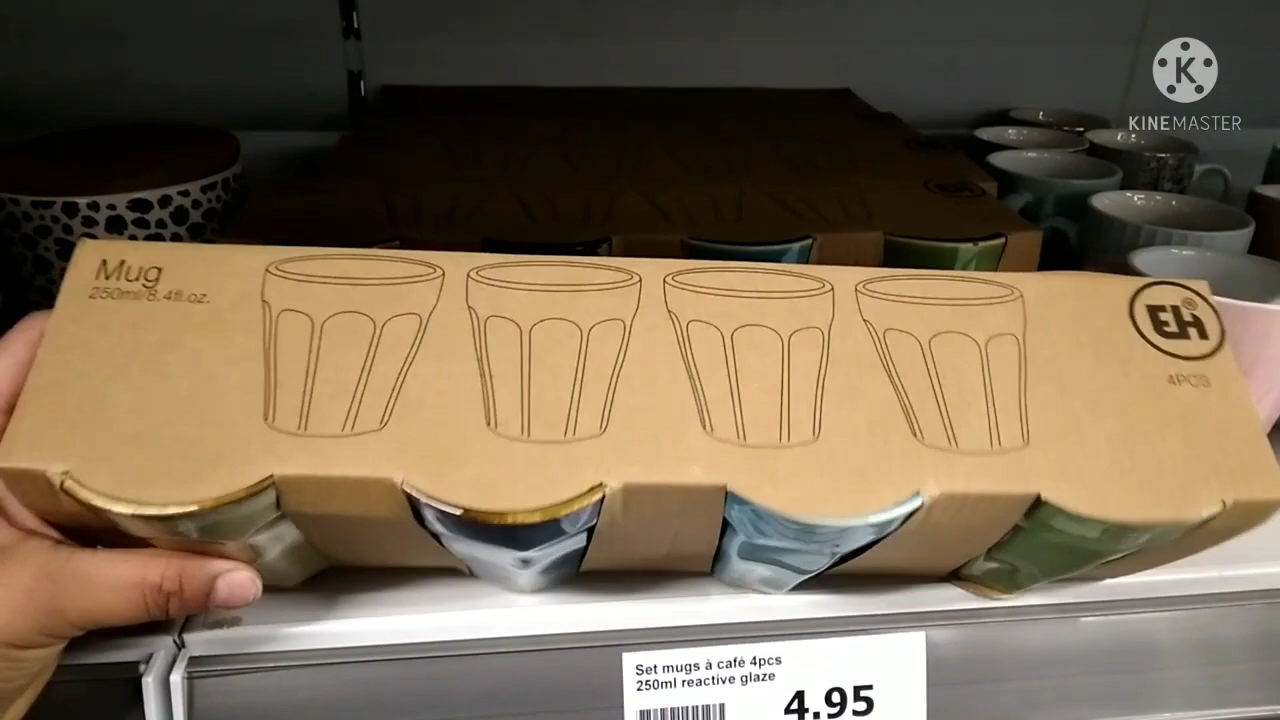 KINEMASTER
Mug
250ml/8.4fl.oz.
EH®
4PCS
Set mugs à café 4pcs
250ml reactive glaze
4.95